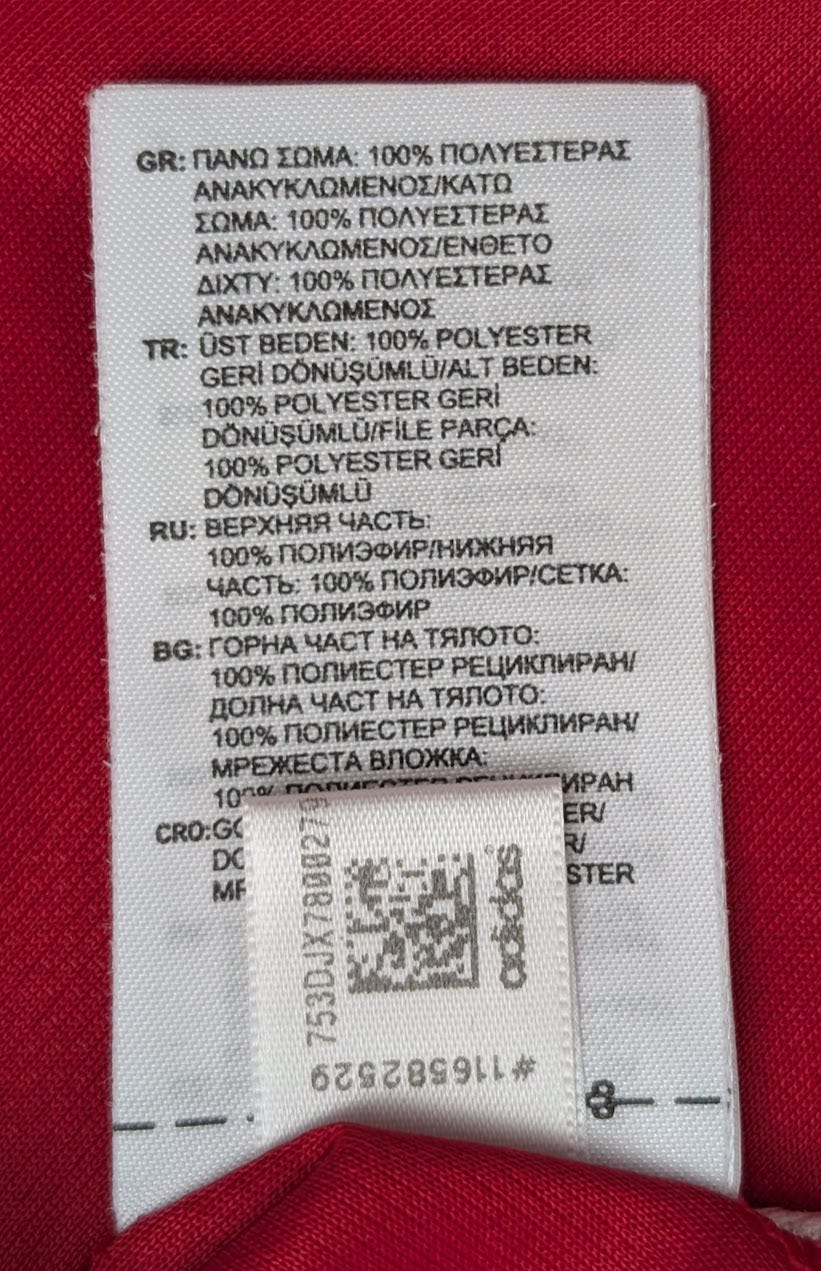 GR: ΠΑΝΩ ΣΩΜΑ: 100% ΠΟΛΥΕΣΤΕΡΑΣ
ΑΝΑΚΥΚΛΩΜΕΝΟΣ/ΚΑΤΩ
ΣΩΜΑ: 100% ΠΟΛΥΕΣΤΕΡΑΣ
ΑΝΑΚΥΚΛΩΜΕΝΟΣ/ΕΝΘΕΤΟ
ΔΙΧΤΥ: 100% ΠΟΛΥΕΣΤΕΡΑΣ
ΑΝΑΚΥΚΛΩΜΕΝΟΣ
TR: ÜST BEDEN: 100% POLYESTER
GERİ DÖNÜŞÜMLÜ/ALT BEDEN:
100% POLYESTER GERİ
DÖNÜŞÜMLÜ/FİLE PARÇA:
100% POLYESTER GERİ
DÖNÜŞÜMLÜ
RU: ВЕРХНЯЯ ЧАСТЬ:
100% ПОЛИЭФИР/НИЖНЯЯ
ЧАСТЬ: 100% ПОЛИЭФИР/СЕТКА:
100% ПОЛИЭФИР
BG: ГОРНА ЧАСТ НА ТЯЛОТО:
100% ПОЛИЕСТЕР РЕЦИКЛИРАН/
ДОЛНА ЧАСТ НА ТЯЛОТО:
100% ПОЛИЕСТЕР РЕЦИКЛИРАН/
МРЕЖЕСТА ВЛОЖКА:
100% ПОЛИЕСТЕР РЕЦИКЛИРАН
CRO:
adidas
#116582529